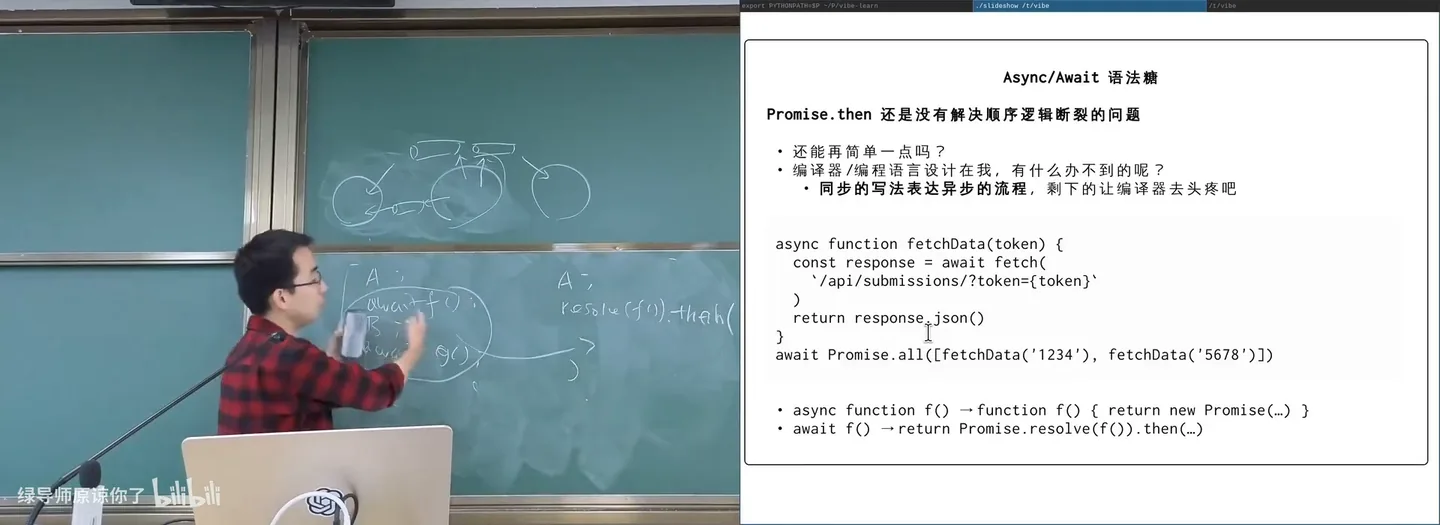 export PYTHONPATH=$P ~/P/vibe-learn
./slideshow /t/vibe
/t/vibe
Async/Await 语法糖
Promise.then 还是没有解决顺序逻辑断裂的问题
• 还能再简单一点吗？
• 编译器/编程语言设计在我，有什么办不到的呢？
• 同步的写法表达异步的流程，剩下的让编译器去头疼吧
async function fetchData(token) {
const response = await fetch(
`/api/submissions/?token={token}`
)
return response.json()
}
await Promise.all([fetchData('1234'), fetchData('5678')])
• async function f() →function f() { return new Promise(…) }
• await f() →return Promise.resolve(f()).then(…)
A ;
await f() ;
B ;
g() ;
A ;
resolve(f()).then(
绿导师原谅你了 bilibili